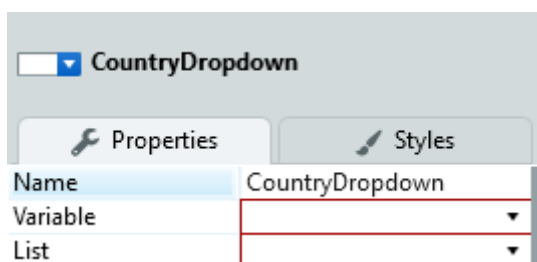 CountryDropdown
Properties Styles
Name CountryDropdown
Variable
List